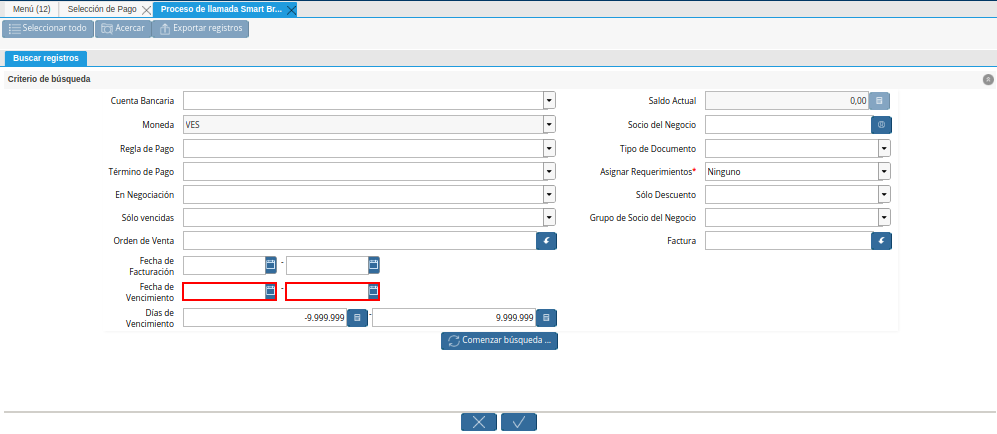 Menú (12) Selección de Pago Proceso de llamada Smart Br...
Seleccionar todo Acercar Exportar registros
Buscar registros
Criterio de búsqueda
Cuenta Bancaria Saldo Actual 0,00
Moneda VES Socio del Negocio
Regla de Pago Tipo de Documento
Término de Pago Asignar Requerimientos* Ninguno
En Negociación Sólo Descuento
Sólo vencidas Grupo de Socio del Negocio
Orden de Venta Factura
Fecha de
Facturación -
Fecha de
Vencimiento -
Días de
Vencimiento -9.999.999 - 9.999.999
Comenzar búsqueda ...